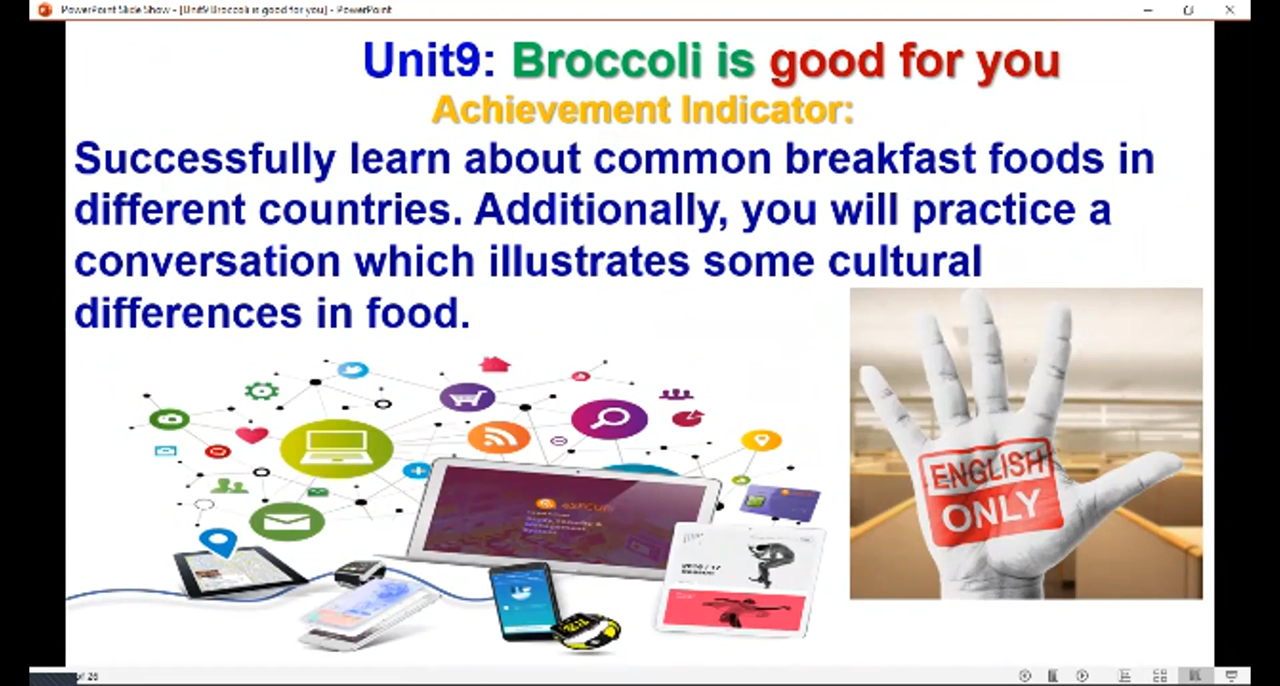 PowerPoint Slide Show - [Unit9 Broccoli is good for you] - PowerPoint
Unit9: Broccoli is good for you
Achievement Indicator:
Successfully learn about common breakfast foods in
different countries. Additionally, you will practice a
conversation which illustrates some cultural
differences in food.
ENGLISH
ONLY
of 26